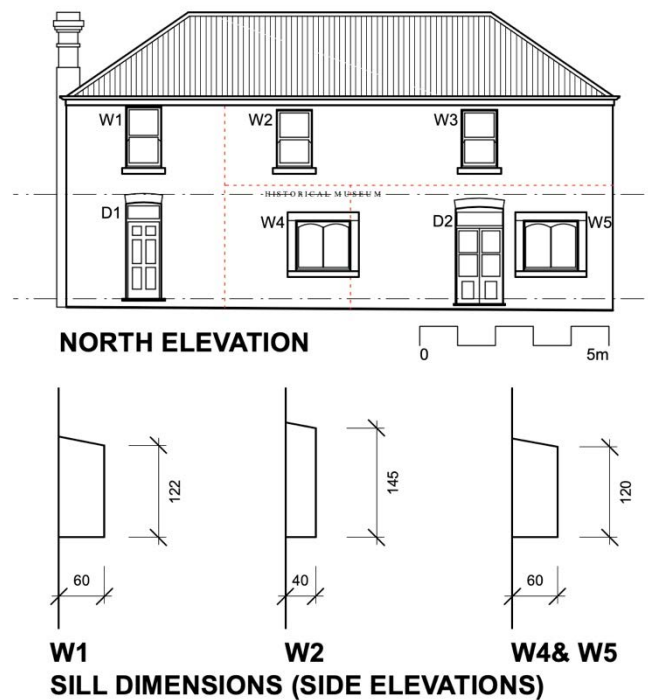 W1 W2 W3
HISTORICAL MUSEUM
D1 W4 D2 W5
NORTH ELEVATION
0 5m
122
145
120
60
40
60
W1 W2 W4& W5
SILL DIMENSIONS (SIDE ELEVATIONS)